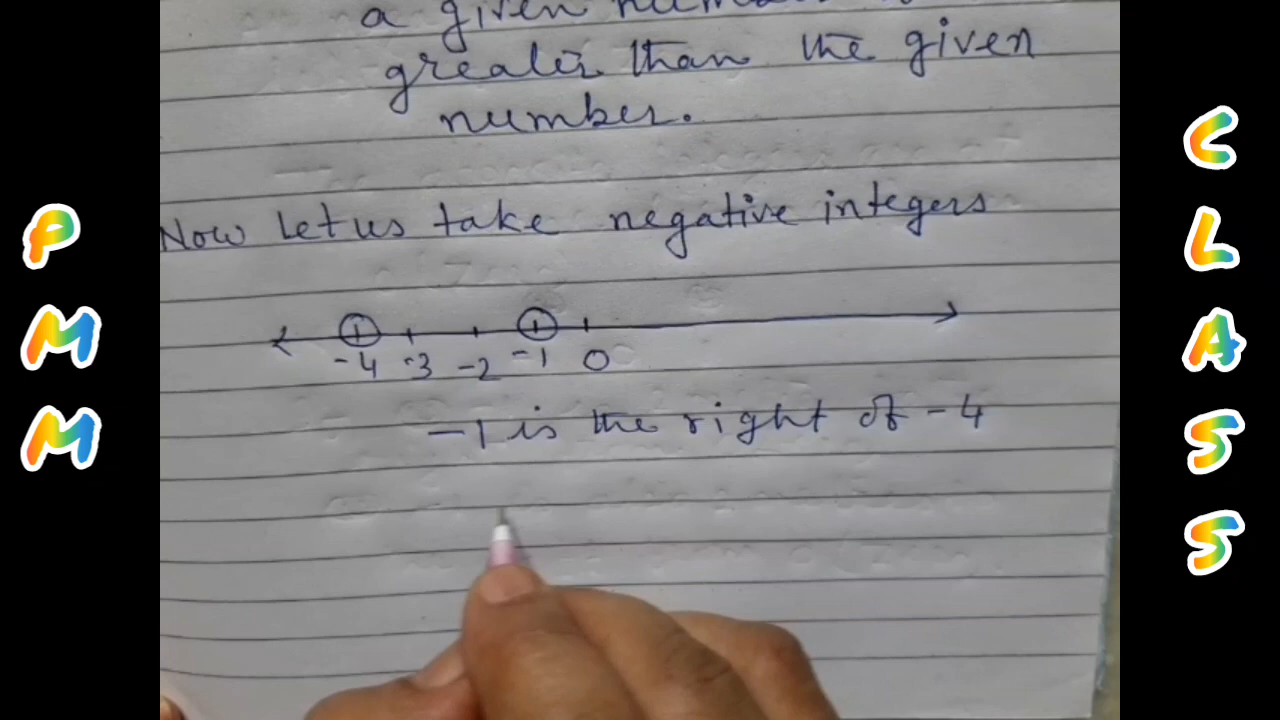 a given
greater than the given
number.
Now let us take negative integers
-4 -3 -2 -1 0
-1 is the right of -4
PMM
CLASS